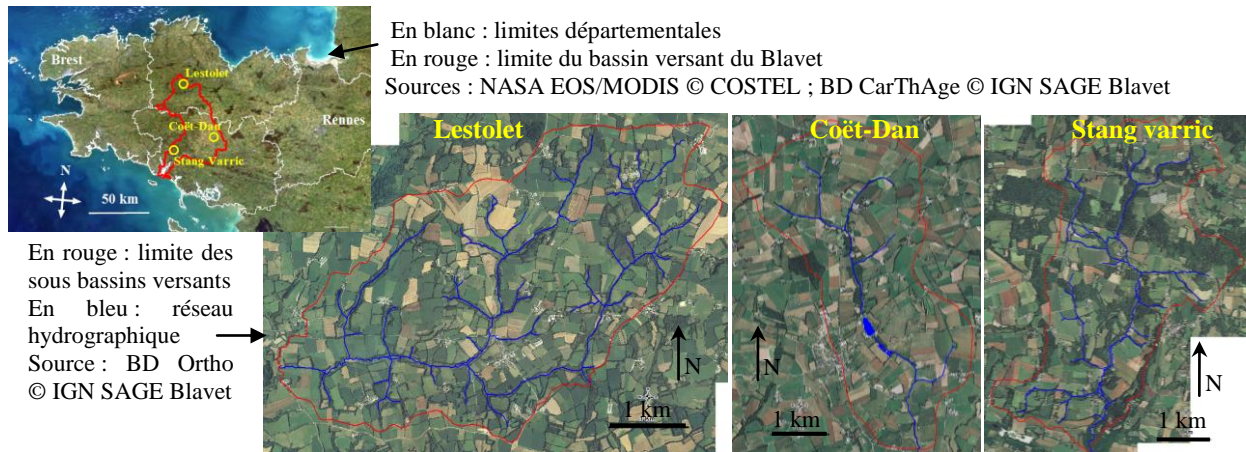 En blanc : limites départementales
En rouge : limite du bassin versant du Blavet
Sources : NASA EOS/MODIS © COSTEL ; BD CarThAge © IGN SAGE Blavet
Brest
Lestolet
Rennes
Coët-Dan
Stang Varric
N
50 km
En rouge : limite des
sous bassins versants
En bleu : réseau
hydrographique
Source : BD Ortho
© IGN SAGE Blavet
Lestolet
N
1 km
Coët-Dan
N
1 km
Stang varric
N
1 km